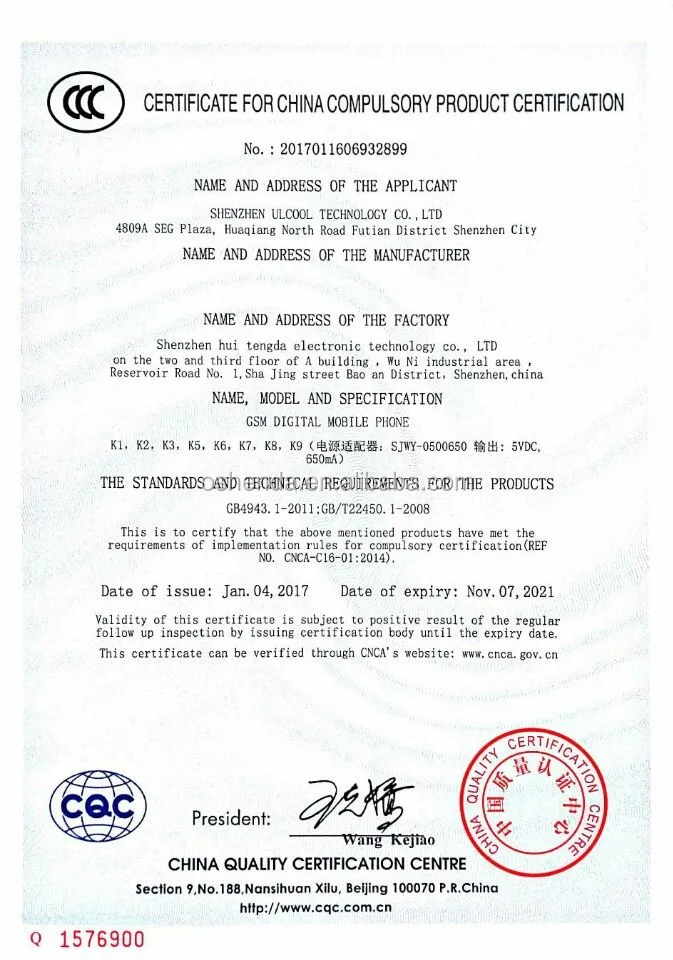 CCC
CERTIFICATE FOR CHINA COMPULSORY PRODUCT CERTIFICATION
No. : 2017011606932899
NAME AND ADDRESS OF THE APPLICANT
SHENZHEN ULCOOL TECHNOLOGY CO.,LTD
4809A SEG Plaza, Huaqiang North Road Futian District Shenzhen City
NAME AND ADDRESS OF THE MANUFACTURER
NAME AND ADDRESS OF THE FACTORY
Shenzhen hui tengda electronic technology co., LTD
on the two and third floor of A building , Wu Ni industrial area ,
Reservoir Road No. 1,Sha Jing street Bao an District, Shenzhen,china
NAME, MODEL AND SPECIFICATION
GSM DIGITAL MOBILE PHONE
K1, K2, K3, K5, K6, K7, K8, K9 (电源适配器: SJWY-0500650 输出: 5VDC,
650mA)
THE STANDARDS AND TECHNICAL REQUIREMENTS FOR THE PRODUCTS
GB4943.1-2011;GB/T22450.1-2008
This is to certify that the above mentioned products have met the
requirements of implementation rules for compulsory certification(REF
NO. CNCA-C16-01:2014).
Date of issue: Jan.04,2017 Date of expiry: Nov.07,2021
Validity of this certificate is subject to positive result of the regular
follow up inspection by issuing certification body until the expiry date.
This certificate can be verified through CNCA's website: www.cnca.gov.cn
CQC
President:
Wang Kejiao
CHINA QUALITY CERTIFICATION CENTRE
中国质量认证中心
CHINA QUALITY CERTIFICATION CENTRE
Section 9,No.188,Nansihuan Xilu, Beijing 100070 P.R.China
http://www.cqc.com.cn
Q 1576900